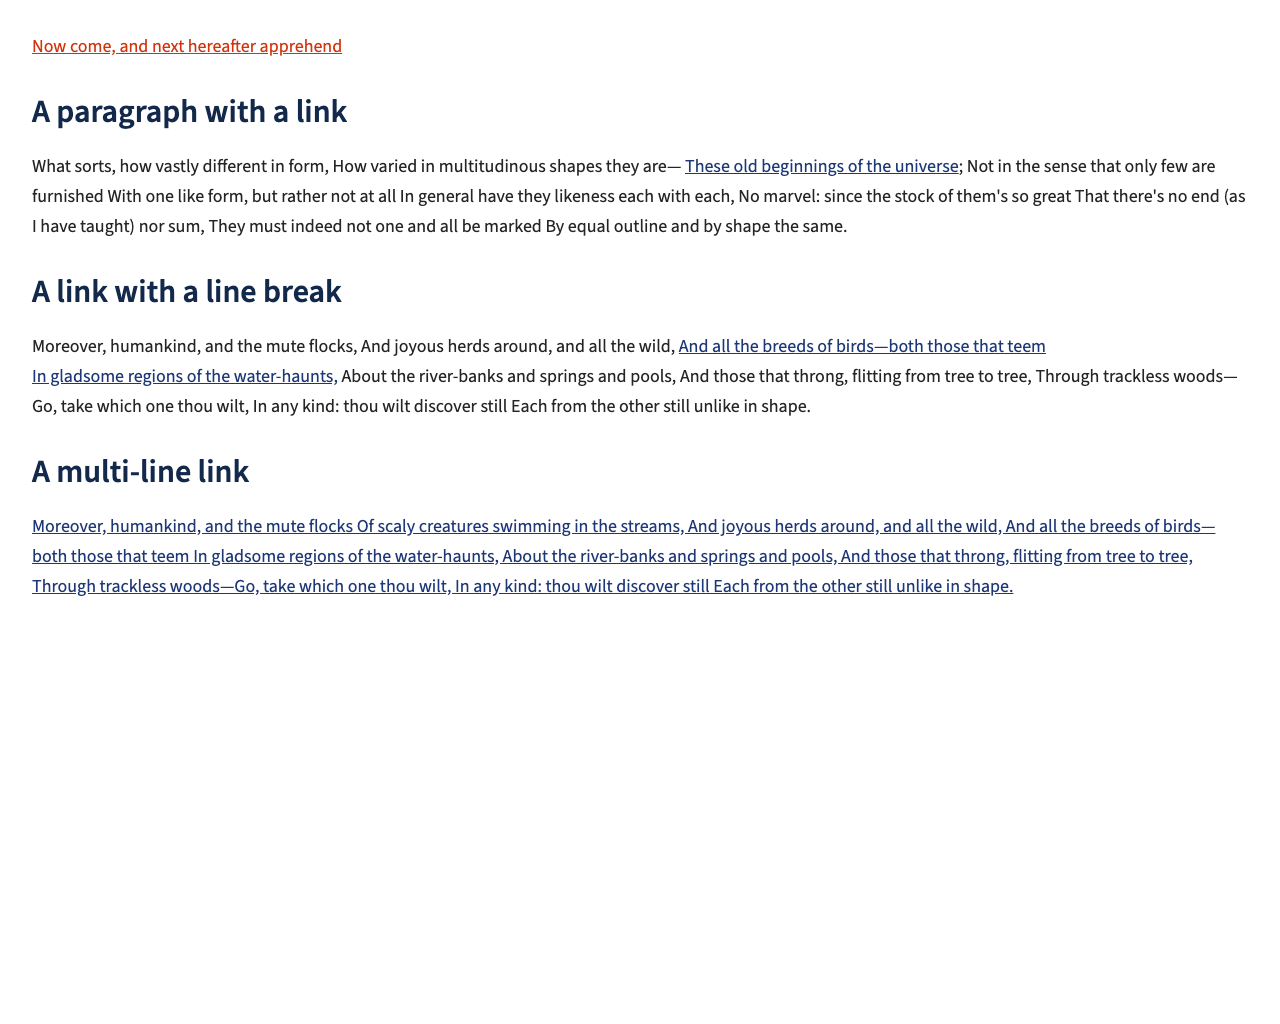 Now come, and next hereafter apprehend
A paragraph with a link
What sorts, how vastly different in form, How varied in multitudinous shapes they are— These old beginnings of the universe; Not in the sense that only few are
furnished With one like form, but rather not at all In general have they likeness each with each, No marvel: since the stock of them's so great That there's no end (as
I have taught) nor sum, They must indeed not one and all be marked By equal outline and by shape the same.
A link with a line break
Moreover, humankind, and the mute flocks, And joyous herds around, and all the wild, And all the breeds of birds—both those that teem
In gladsome regions of the water-haunts, About the river-banks and springs and pools, And those that throng, flitting from tree to tree, Through trackless woods—
Go, take which one thou wilt, In any kind: thou wilt discover still Each from the other still unlike in shape.
A multi-line link
Moreover, humankind, and the mute flocks Of scaly creatures swimming in the streams, And joyous herds around, and all the wild, And all the breeds of birds—
both those that teem In gladsome regions of the water-haunts, About the river-banks and springs and pools, And those that throng, flitting from tree to tree,
Through trackless woods—Go, take which one thou wilt, In any kind: thou wilt discover still Each from the other still unlike in shape.